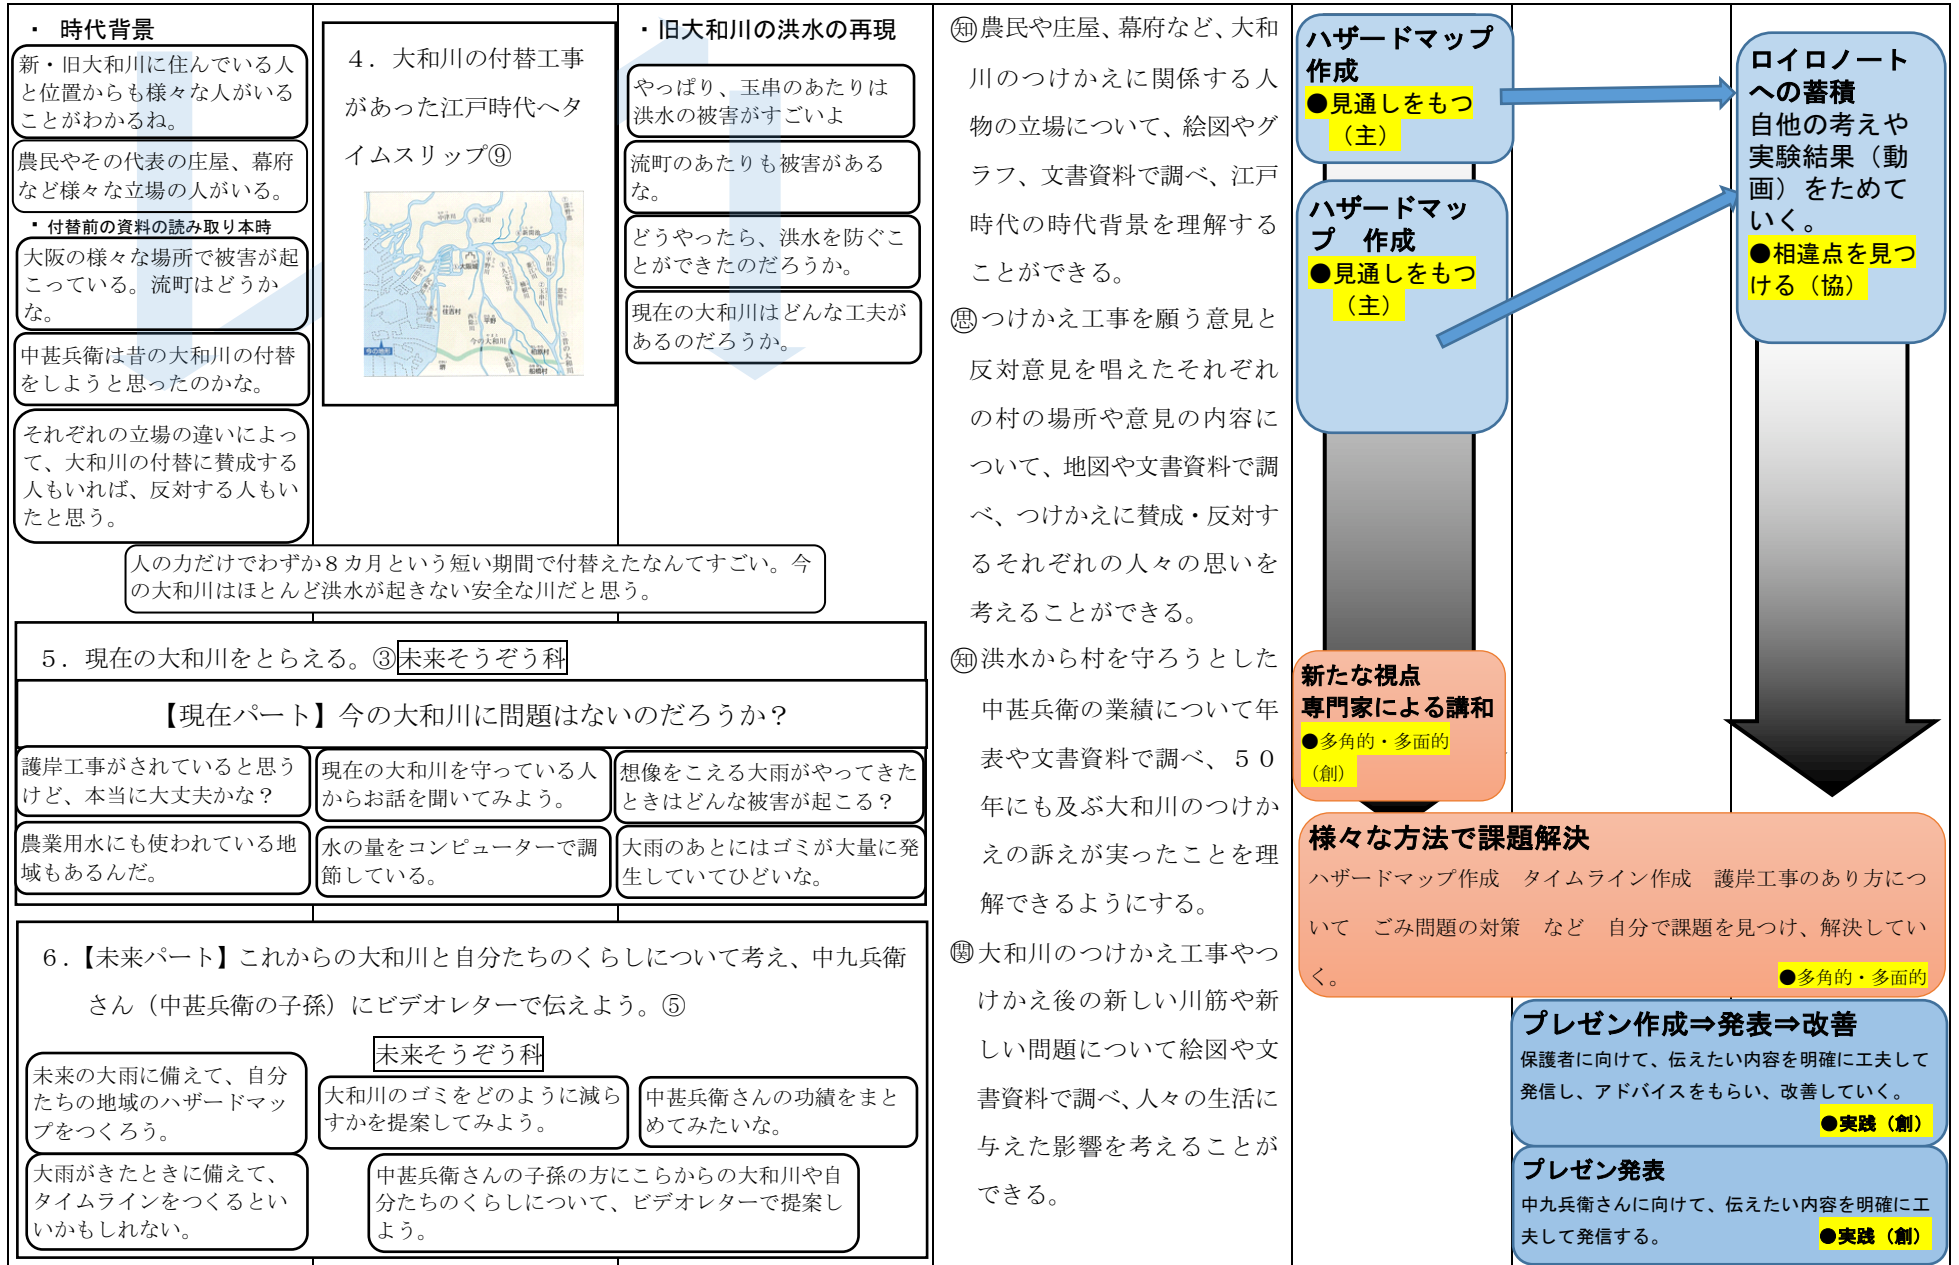 ・ 時代背景
新・旧大和川に住んでいる人
と位置からも様々な人がいる
ことがわかるね。
農民やその代表の庄屋、幕府
など様々な立場の人がいる。
・付替前の資料の読み取り本時
大阪の様々な場所で被害が起
こっている。流町はどうか
な。
中甚兵衛は昔の大和川の付替
をしようと思ったのかな。
それぞれの立場の違いによっ
て、大和川の付替に賛成する
人もいれば、反対する人もい
たと思う。
４．大和川の付替工事
があった江戸時代へタ
イムスリップ⑨
住吉村
平野
今の大和川
柏原村
船橋村
堺
・旧大和川の洪水の再現
やっぱり、玉串のあたりは
洪水の被害がすごいよ
流町のあたりも被害がある
な。
どうやったら、洪水を防ぐこ
とができたのだろうか。
現在の大和川はどんな工夫が
あるのだろうか。
人の力だけでわずか８カ月という短い期間で付替えたなんてすごい。今
の大和川はほとんど洪水が起きない安全な川だと思う。
５．現在の大和川をとらえる。③未来そうぞう科
【現在パート】今の大和川に問題はないのだろうか？
護岸工事がされていると思う
けど、本当に大丈夫かな？
現在の大和川を守っている人
からお話を聞いてみよう。
想像をこえる大雨がやってきた
ときはどんな被害が起こる？
農業用水にも使われている地
域もあるんだ。
水の量をコンピューターで調
節している。
大雨のあとにはゴミが大量に発
生していてひどいな。
６.【未来パート】これからの大和川と自分たちのくらしについて考え、中九兵衛
さん（中甚兵衛の子孫）にビデオレターで伝えよう。⑤
未来そうぞう科
未来の大雨に備えて、自分
たちの地域のハザードマッ
プをつくろう。
大和川のゴミをどのように減ら
すかを提案してみよう。
中甚兵衛さんの功績をまと
めてみたいな。
大雨がきたときに備えて、
タイムラインをつくるとい
いかもしれない。
中甚兵衛さんの子孫の方にこらからの大和川や自
分たちのくらしについて、ビデオレターで提案し
よう。
㊒知農民や庄屋、幕府など、大和
川のつけかえに関係する人
物の立場について、絵図やグ
ラフ、文書資料で調べ、江戸
時代の時代背景を理解する
ことができる。
思つけかえ工事を願う意見と
反対意見を唱えたそれぞれ
の村の場所や意見の内容に
ついて、地図や文書資料で調
べ、つけかえに賛成・反対す
るそれぞれの人々の思いを
考えることができる。
知洪水から村を守ろうとした
中甚兵衛の業績について年
表や文書資料で調べ、５０
年にも及ぶ大和川のつけか
えの訴えが実ったことを理
解できるようにする。
関大和川のつけかえ工事やつ
けかえ後の新しい川筋や新
しい問題について絵図や文
書資料で調べ、人々の生活に
与えた影響を考えることが
できる。
ハザードマップ
作成
●見通しをもつ
（主）
ハザードマッ
プ　作成
●見通しをもつ
（主）
ロイロノート
への蓄積
自他の考えや
実験結果（動
画）をためて
いく。
●相違点を見つ
ける（協）
新たな視点
専門家による講和
●多角的・多面的
（創）
様々な方法で課題解決
ハザードマップ作成　タイムライン作成　護岸工事のあり方につ
いて　ごみ問題の対策　など　自分で課題を見つけ、解決してい
く。
●多角的・多面的
プレゼン作成⇒発表⇒改善
保護者に向けて、伝えたい内容を明確に工夫して
発信し、アドバイスをもらい、改善していく。
●実践（創）
プレゼン発表
中九兵衛さんに向けて、伝えたい内容を明確に工
夫して発信する。
●実践（創）